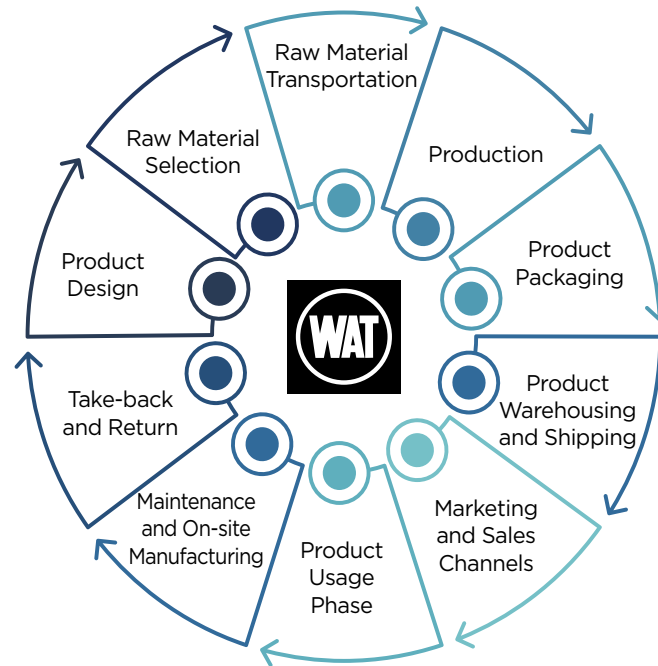 Raw Material
Transportation
Production
Product
Packaging
Product
Warehousing
and Shipping
Marketing
and Sales
Channels
Product
Usage
Phase
Maintenance
and On-site
Manufacturing
Take-back
and Return
Product
Design
Raw Material
Selection
WAT